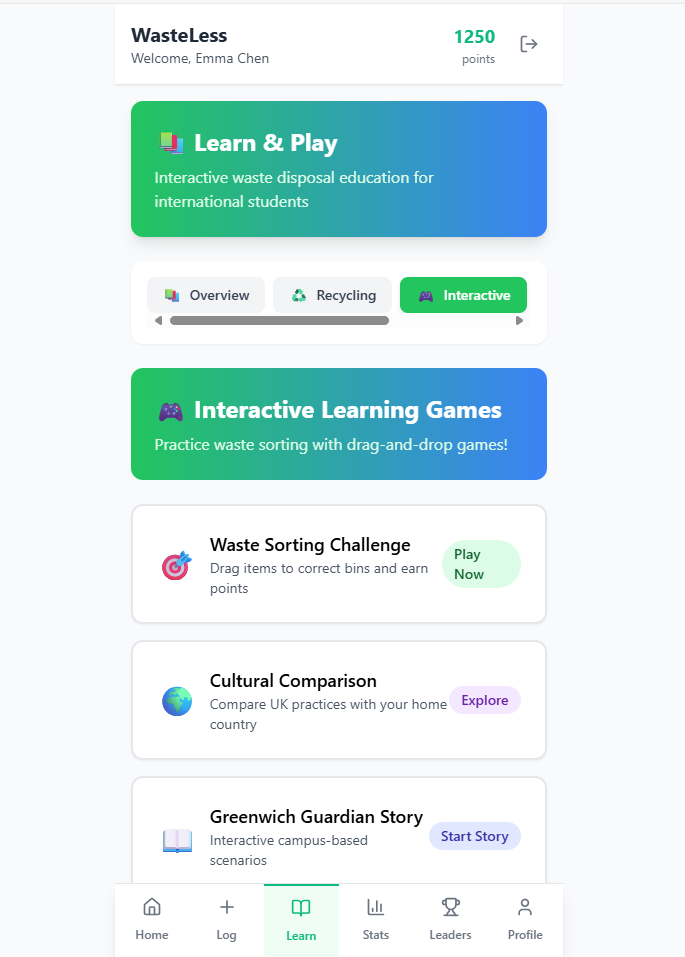 WasteLess
Welcome, Emma Chen
1250
points
Learn & Play
Interactive waste disposal education for
international students
Overview
Recycling
Interactive
Interactive Learning Games
Practice waste sorting with drag-and-drop games!
Waste Sorting Challenge
Drag items to correct bins and earn
points
Play
Now
Cultural Comparison
Compare UK practices with your home
country
Explore
Greenwich Guardian Story
Interactive campus-based
scenarios
Start Story
Home
Log
Learn
Stats
Leaders
Profile